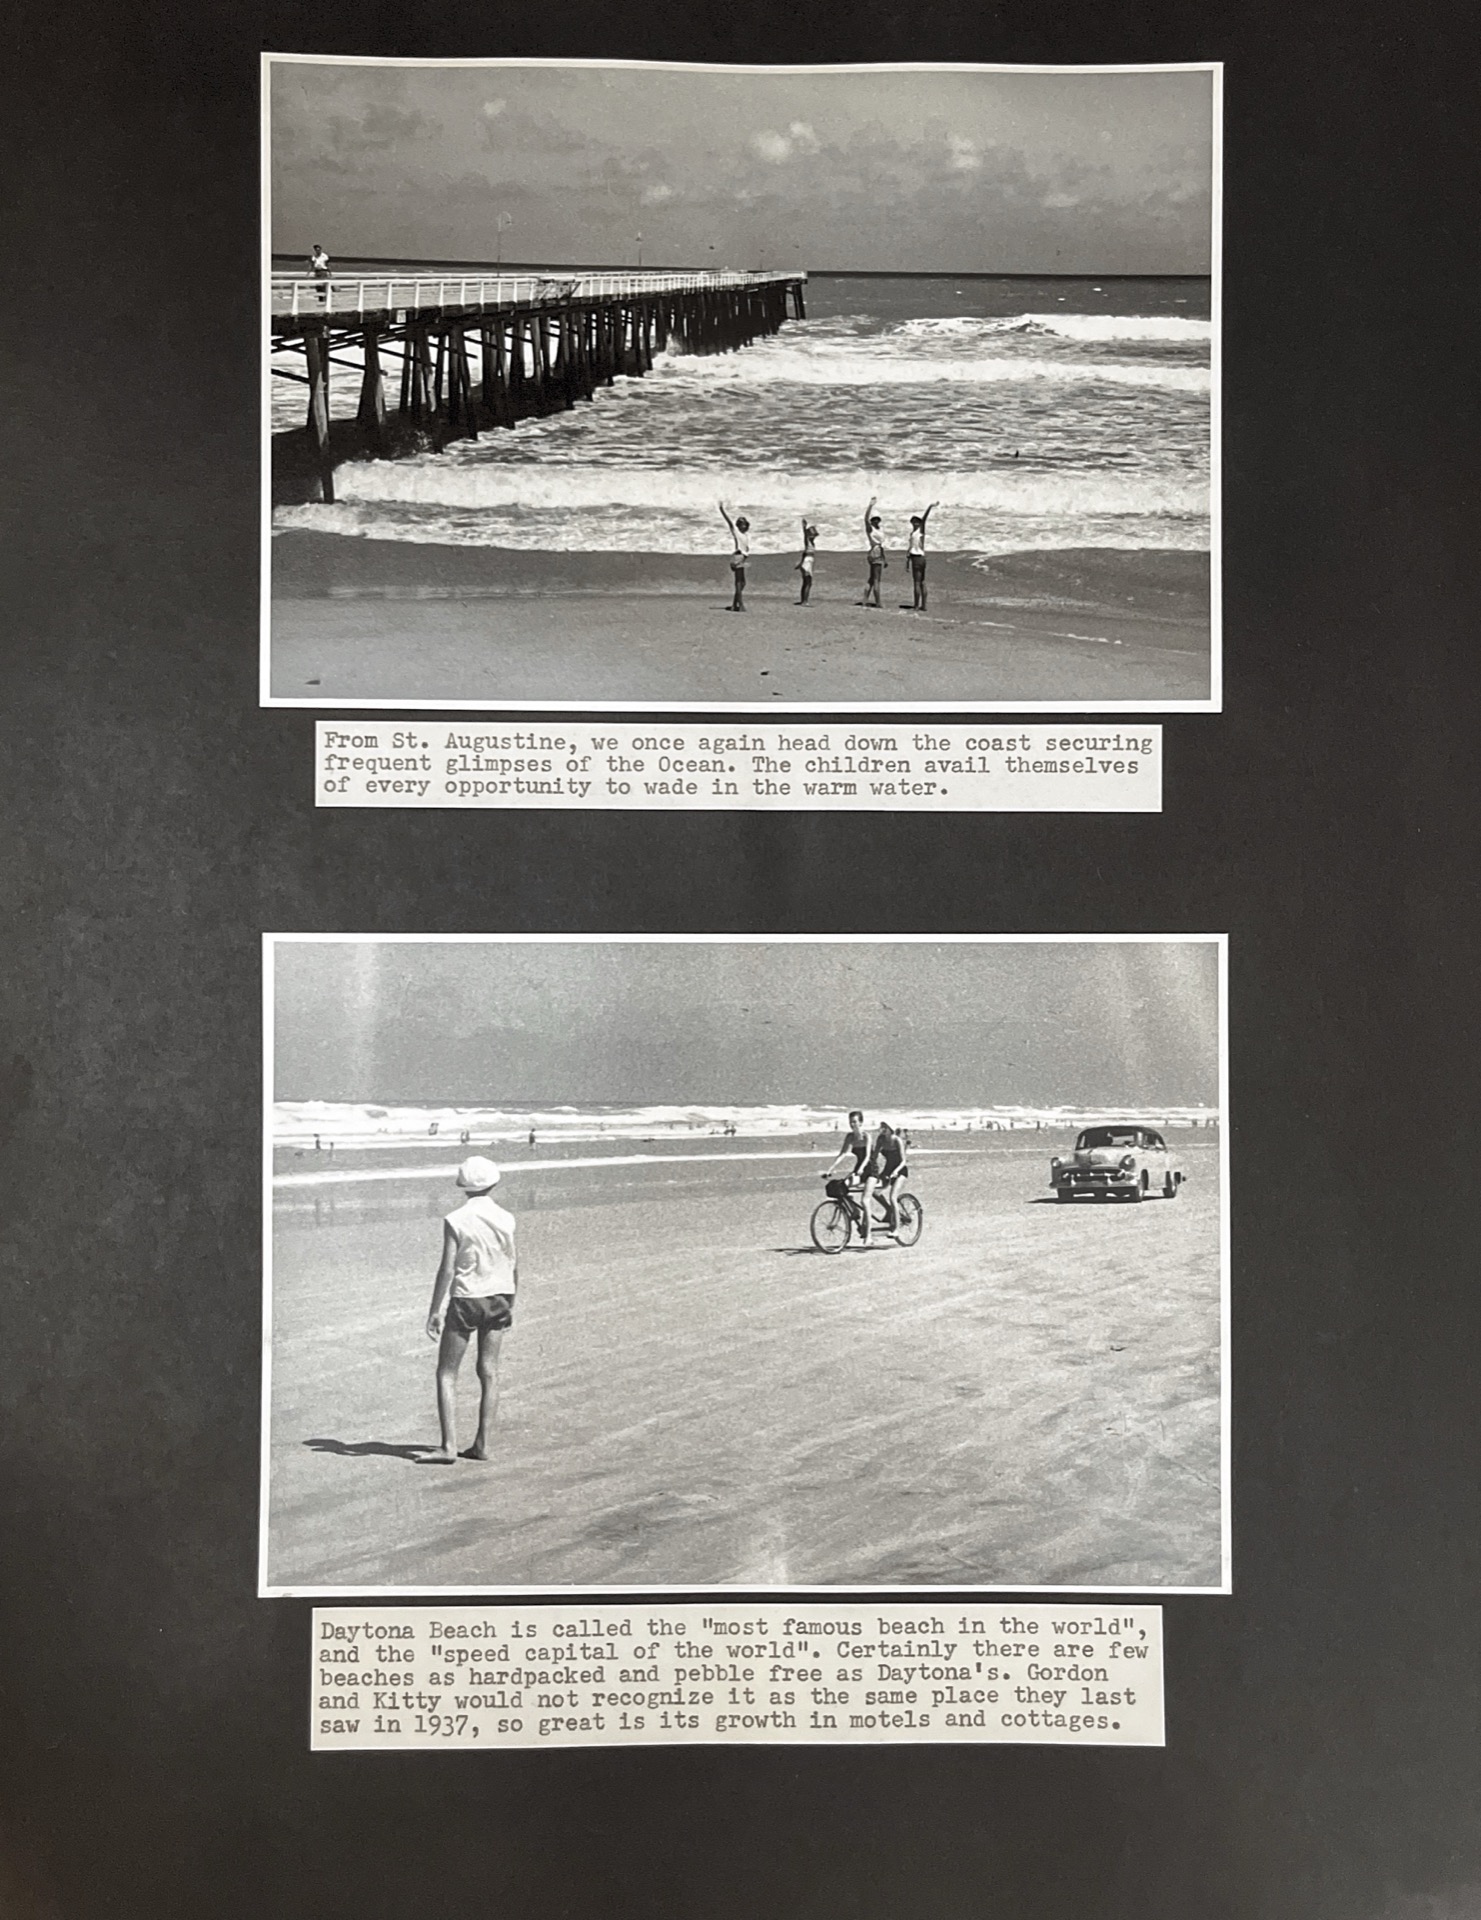 From St. Augustine, we once again head down the coast securing
frequent glimpses of the Ocean. The children avail themselves
of every opportunity to wade in the warm water.
Daytona Beach is called the "most famous beach in the world",
and the "speed capital of the world". Certainly there are few
beaches as hardpacked and pebble free as Daytona's. Gordon
and Kitty would not recognize it as the same place they last
saw in 1937, so great is its growth in motels and cottages.